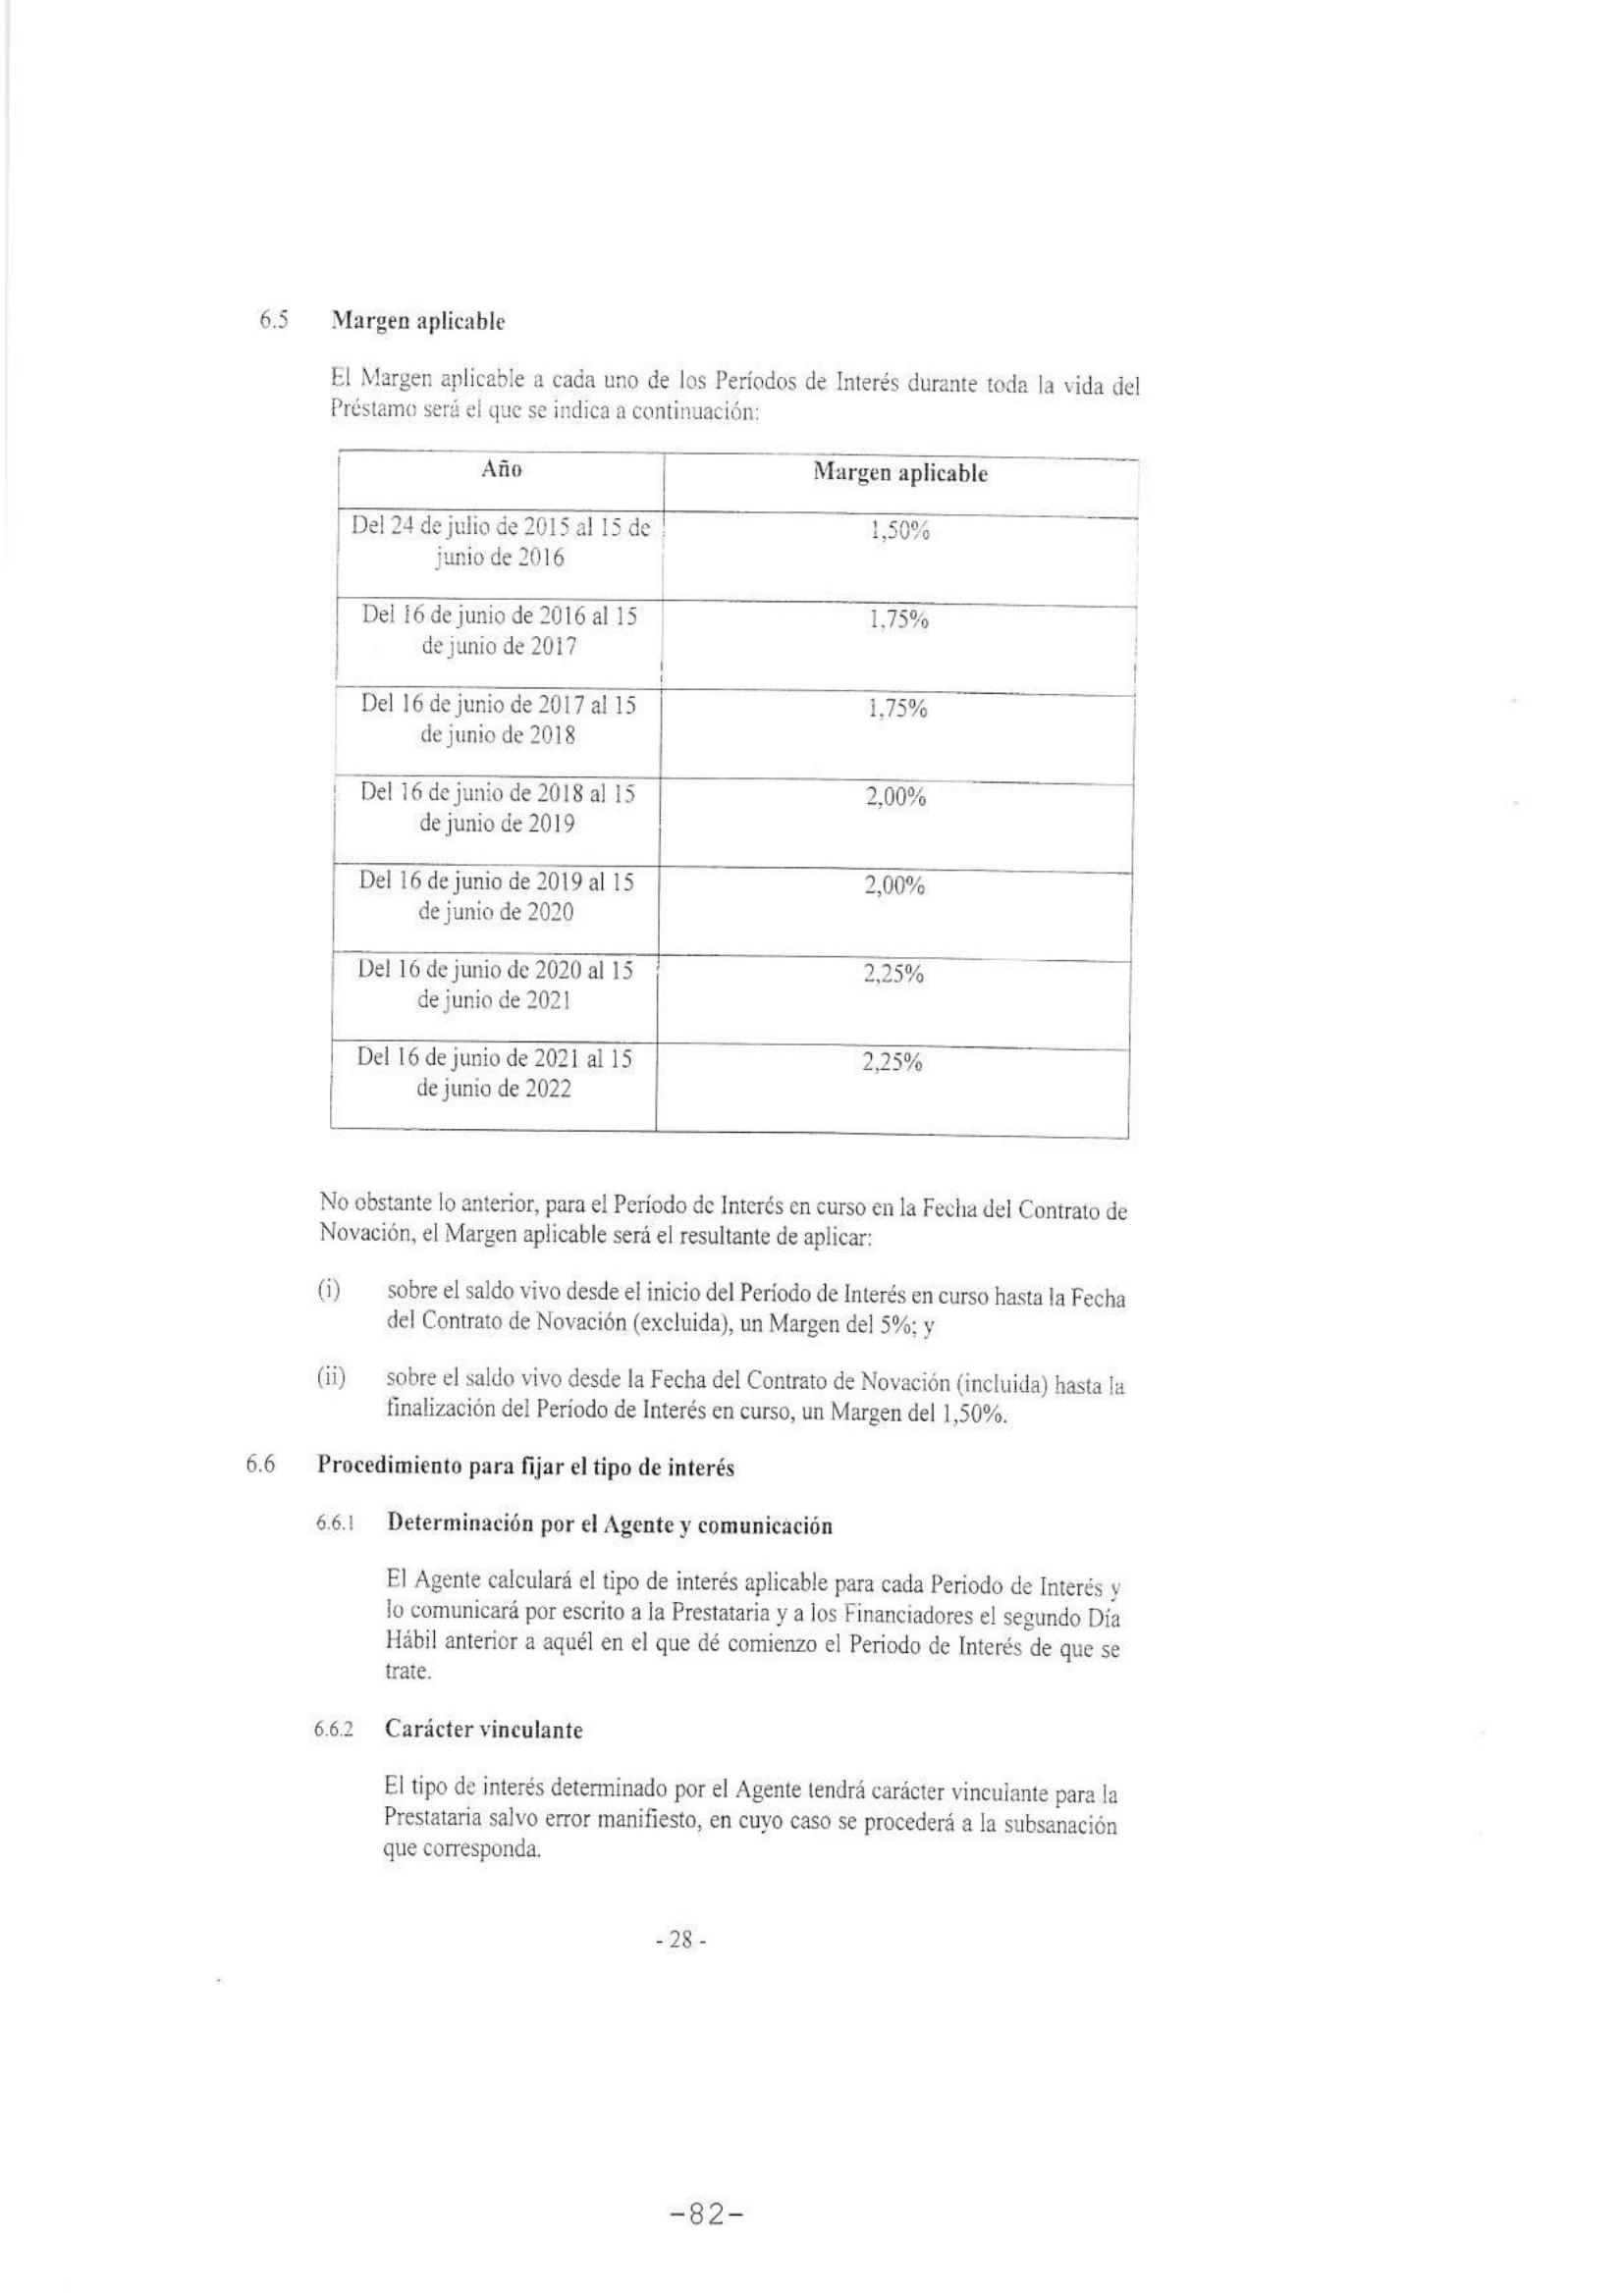 6.5 Margen aplicable
El Margen aplicable a cada uno de los Períodos de Interés durante toda la vida del
Préstamo será el que se indica a continuación:
Año Margen aplicable
Del 24 de julio de 2015 al 15 de 1,50%
junio de 2016
Del 16 de junio de 2016 al 15 1,75%
de junio de 2017
Del 16 de junio de 2017 al 15 1,75%
de junio de 2018
Del 16 de junio de 2018 al 15 2,00%
de junio de 2019
Del 16 de junio de 2019 al 15 2,00%
de junio de 2020
Del 16 de junio de 2020 al 15 2,25%
de junio de 2021
Del 16 de junio de 2021 al 15 2,25%
de junio de 2022
No obstante lo anterior, para el Período de Interés en curso en la Fecha del Contrato de
Novación, el Margen aplicable será el resultante de aplicar:
(i) sobre el saldo vivo desde el inicio del Período de Interés en curso hasta la Fecha
del Contrato de Novación (excluida), un Margen del 5%; y
(ii) sobre el saldo vivo desde la Fecha del Contrato de Novación (incluida) hasta la
finalización del Período de Interés en curso, un Margen del 1,50%.
6.6 Procedimiento para fijar el tipo de interés
6.6.1 Determinación por el Agente y comunicación
El Agente calculará el tipo de interés aplicable para cada Periodo de Interés y
lo comunicará por escrito a la Prestataria y a los Financiadores el segundo Día
Hábil anterior a aquél en el que dé comienzo el Periodo de Interés de que se
trate.
6.6.2 Carácter vinculante
El tipo de interés determinado por el Agente tendrá carácter vinculante para la
Prestataria salvo error manifiesto, en cuyo caso se procederá a la subsanación
que corresponda.
- 28 -
-82-